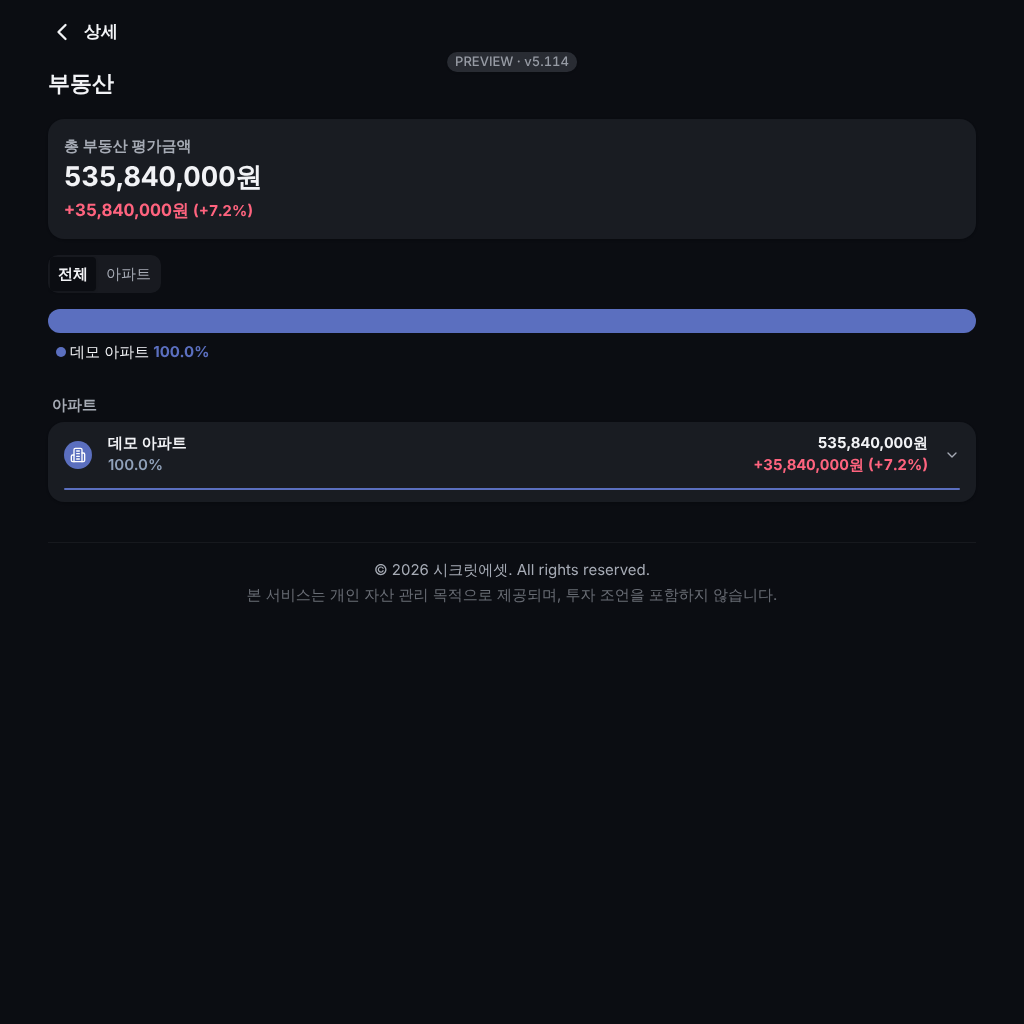 상세
PREVIEW · v5.114
부동산
총 부동산 평가금액
535,840,000원
+35,840,000원 (+7.2%)
전체 아파트
데모 아파트 100.0%
아파트
데모 아파트 535,840,000원
100.0% +35,840,000원 (+7.2%)
© 2026 시크릿에셋. All rights reserved.
본 서비스는 개인 자산 관리 목적으로 제공되며, 투자 조언을 포함하지 않습니다.